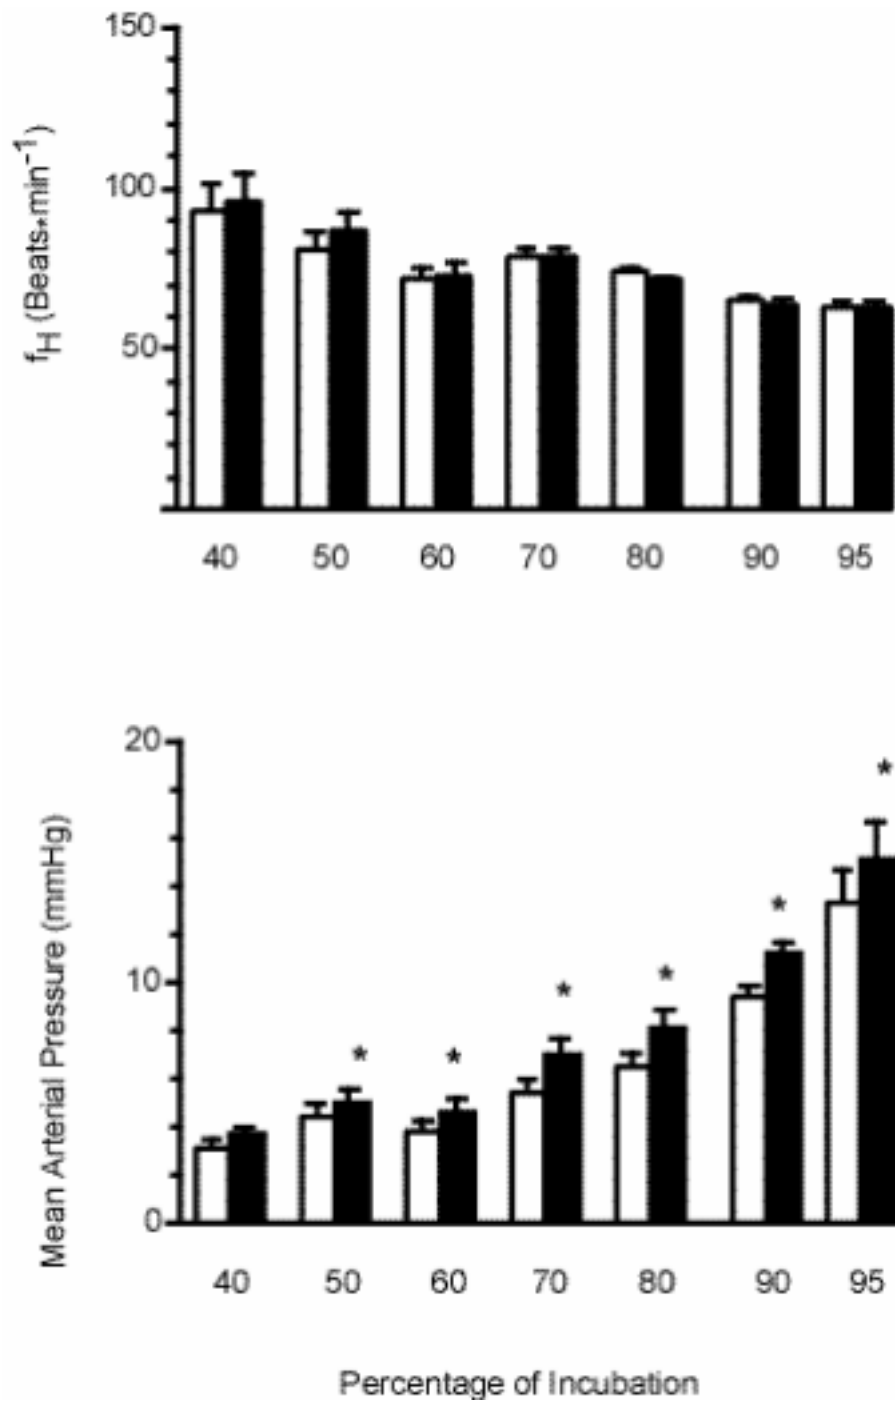 150
100
50
f_H (Beats*min⁻¹)
40 50 60 70 80 90 95
20
10
0
Mean Arterial Pressure (mmHg)
* * * * * *
40 50 60 70 80 90 95
Percentage of Incubation